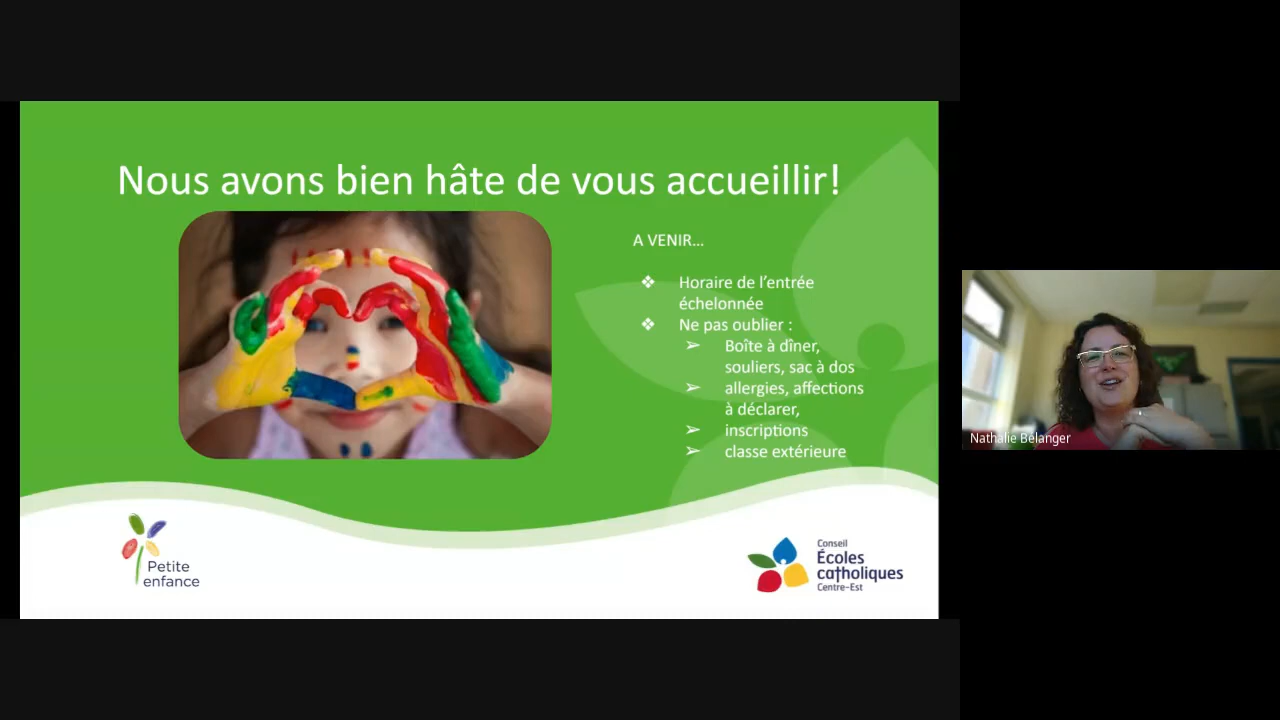 Nous avons bien hâte de vous accueillir!
A VENIR...
❖ Horaire de l'entrée
échelonnée
❖ Ne pas oublier :
➢ Boîte à dîner,
souliers, sac à dos
➢ allergies, affections
à déclarer,
➢ inscriptions
➢ classe extérieure
Petite
enfance
Conseil
Écoles
catholiques
Centre-Est
Nathalie Bélanger